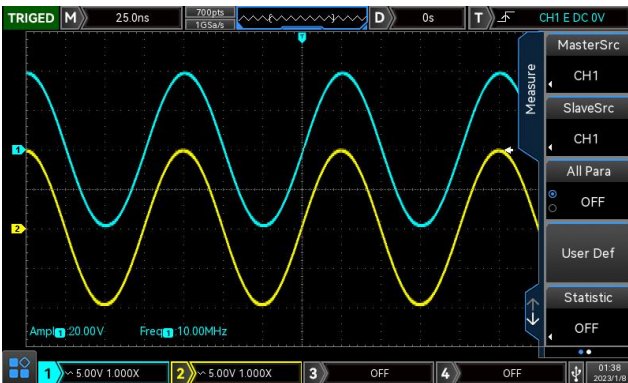 TRIGED M 25.0ns 700pts 1GSa/s D 0s T CH1 E DC 0V
Measure
MasterSrc
CH1
SlaveSrc
CH1
All Para
OFF
User Def
Statistic
OFF
1
2
Ampl 1 :20.00V Freq 1 :10.00MHz
1 5.00V 1.000X 2 5.00V 1.000X 3 OFF 4 OFF
01:38
2023/1/8